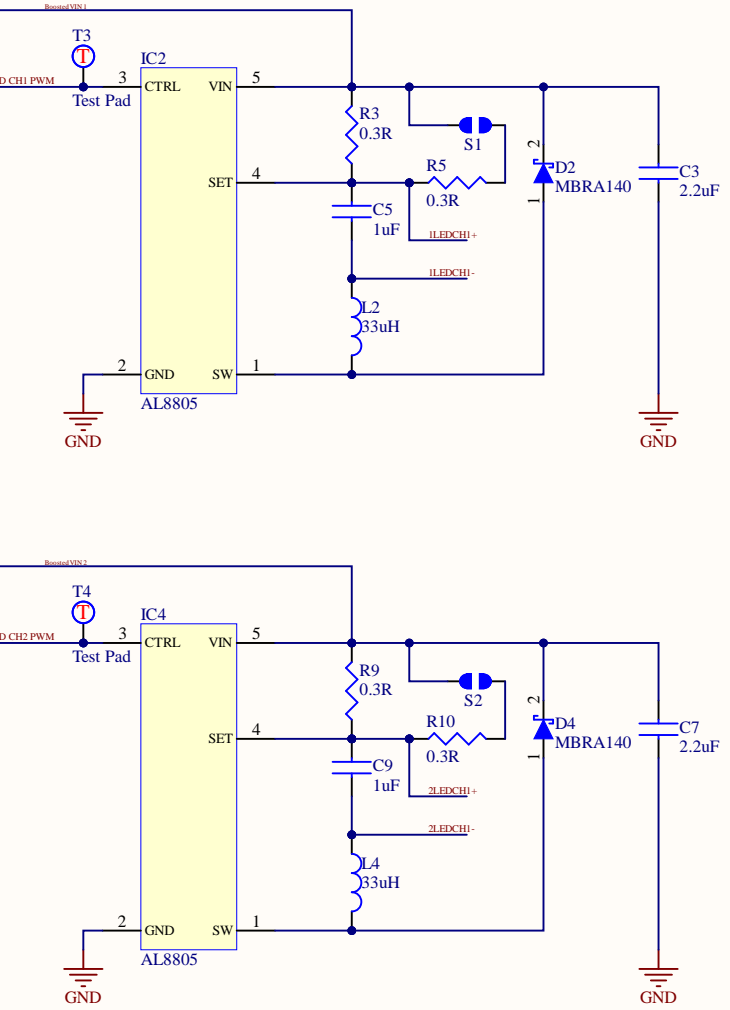 Boosted VIN 1
T3
T
D CH1 PWM
Test Pad
IC2
3
CTRL
VIN
5
R3
0.3R
S1
R5
0.3R
SET
4
C5
1uF
1LEDCH1+
1LEDCH1-
L2
33uH
2
D2
MBRA140
1
C3
2.2uF
2
GND
SW
1
AL8805
GND
GND
Boosted VIN 2
T4
T
D CH2 PWM
Test Pad
IC4
3
CTRL
VIN
5
R9
0.3R
S2
R10
0.3R
SET
4
C9
1uF
2LEDCH1+
2LEDCH1-
L4
33uH
2
D4
MBRA140
1
C7
2.2uF
2
GND
SW
1
AL8805
GND
GND